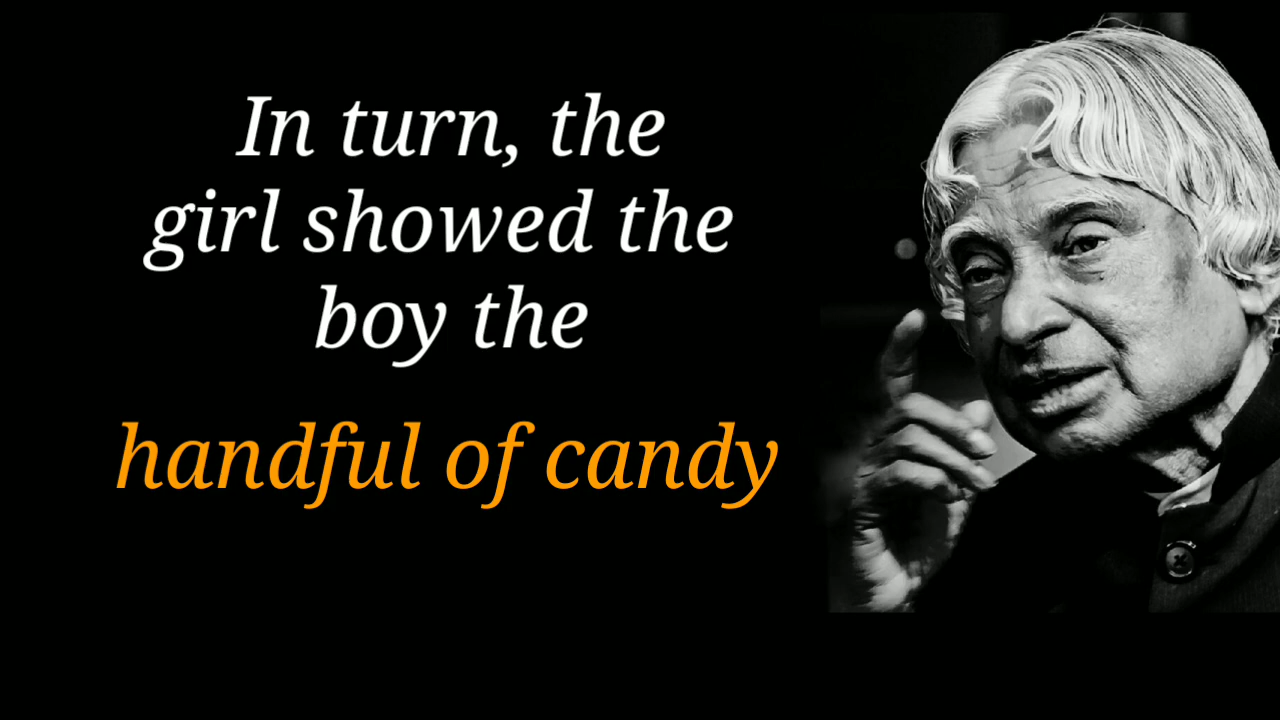 In turn, the
girl showed the
boy the
handful of candy